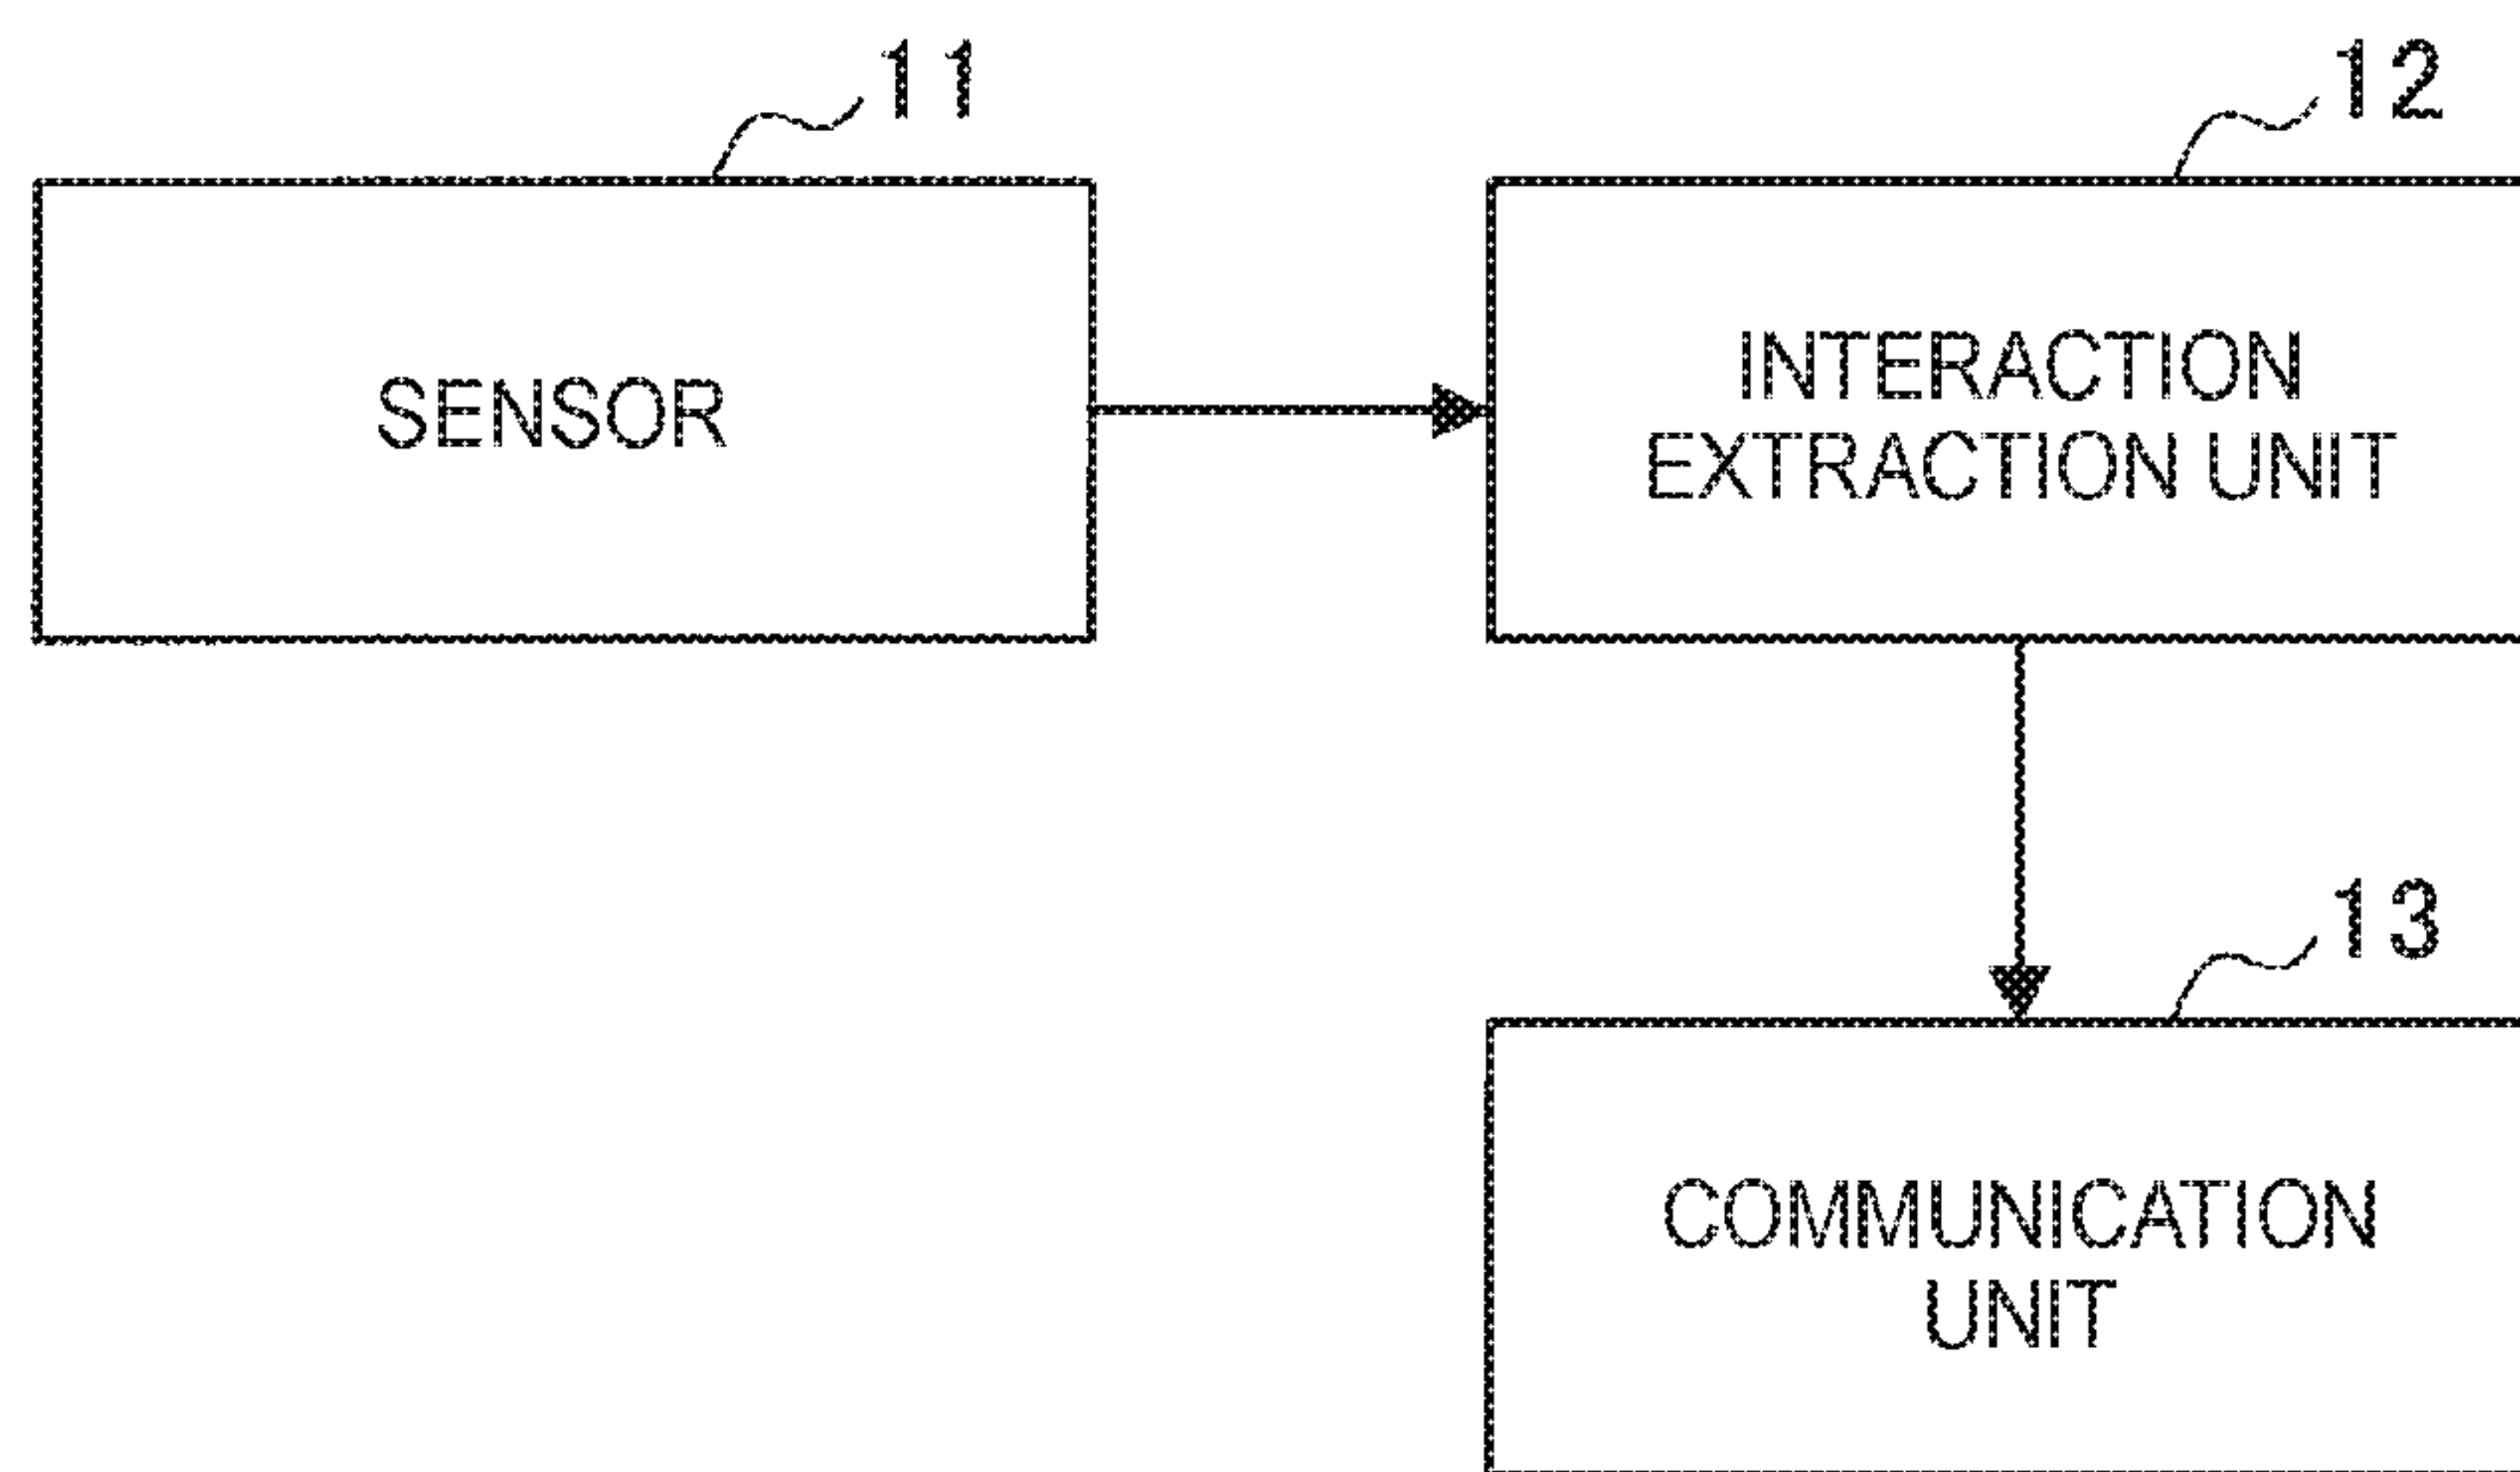 11
12
SENSOR
INTERACTION
EXTRACTION UNIT
13
COMMUNICATION
UNIT